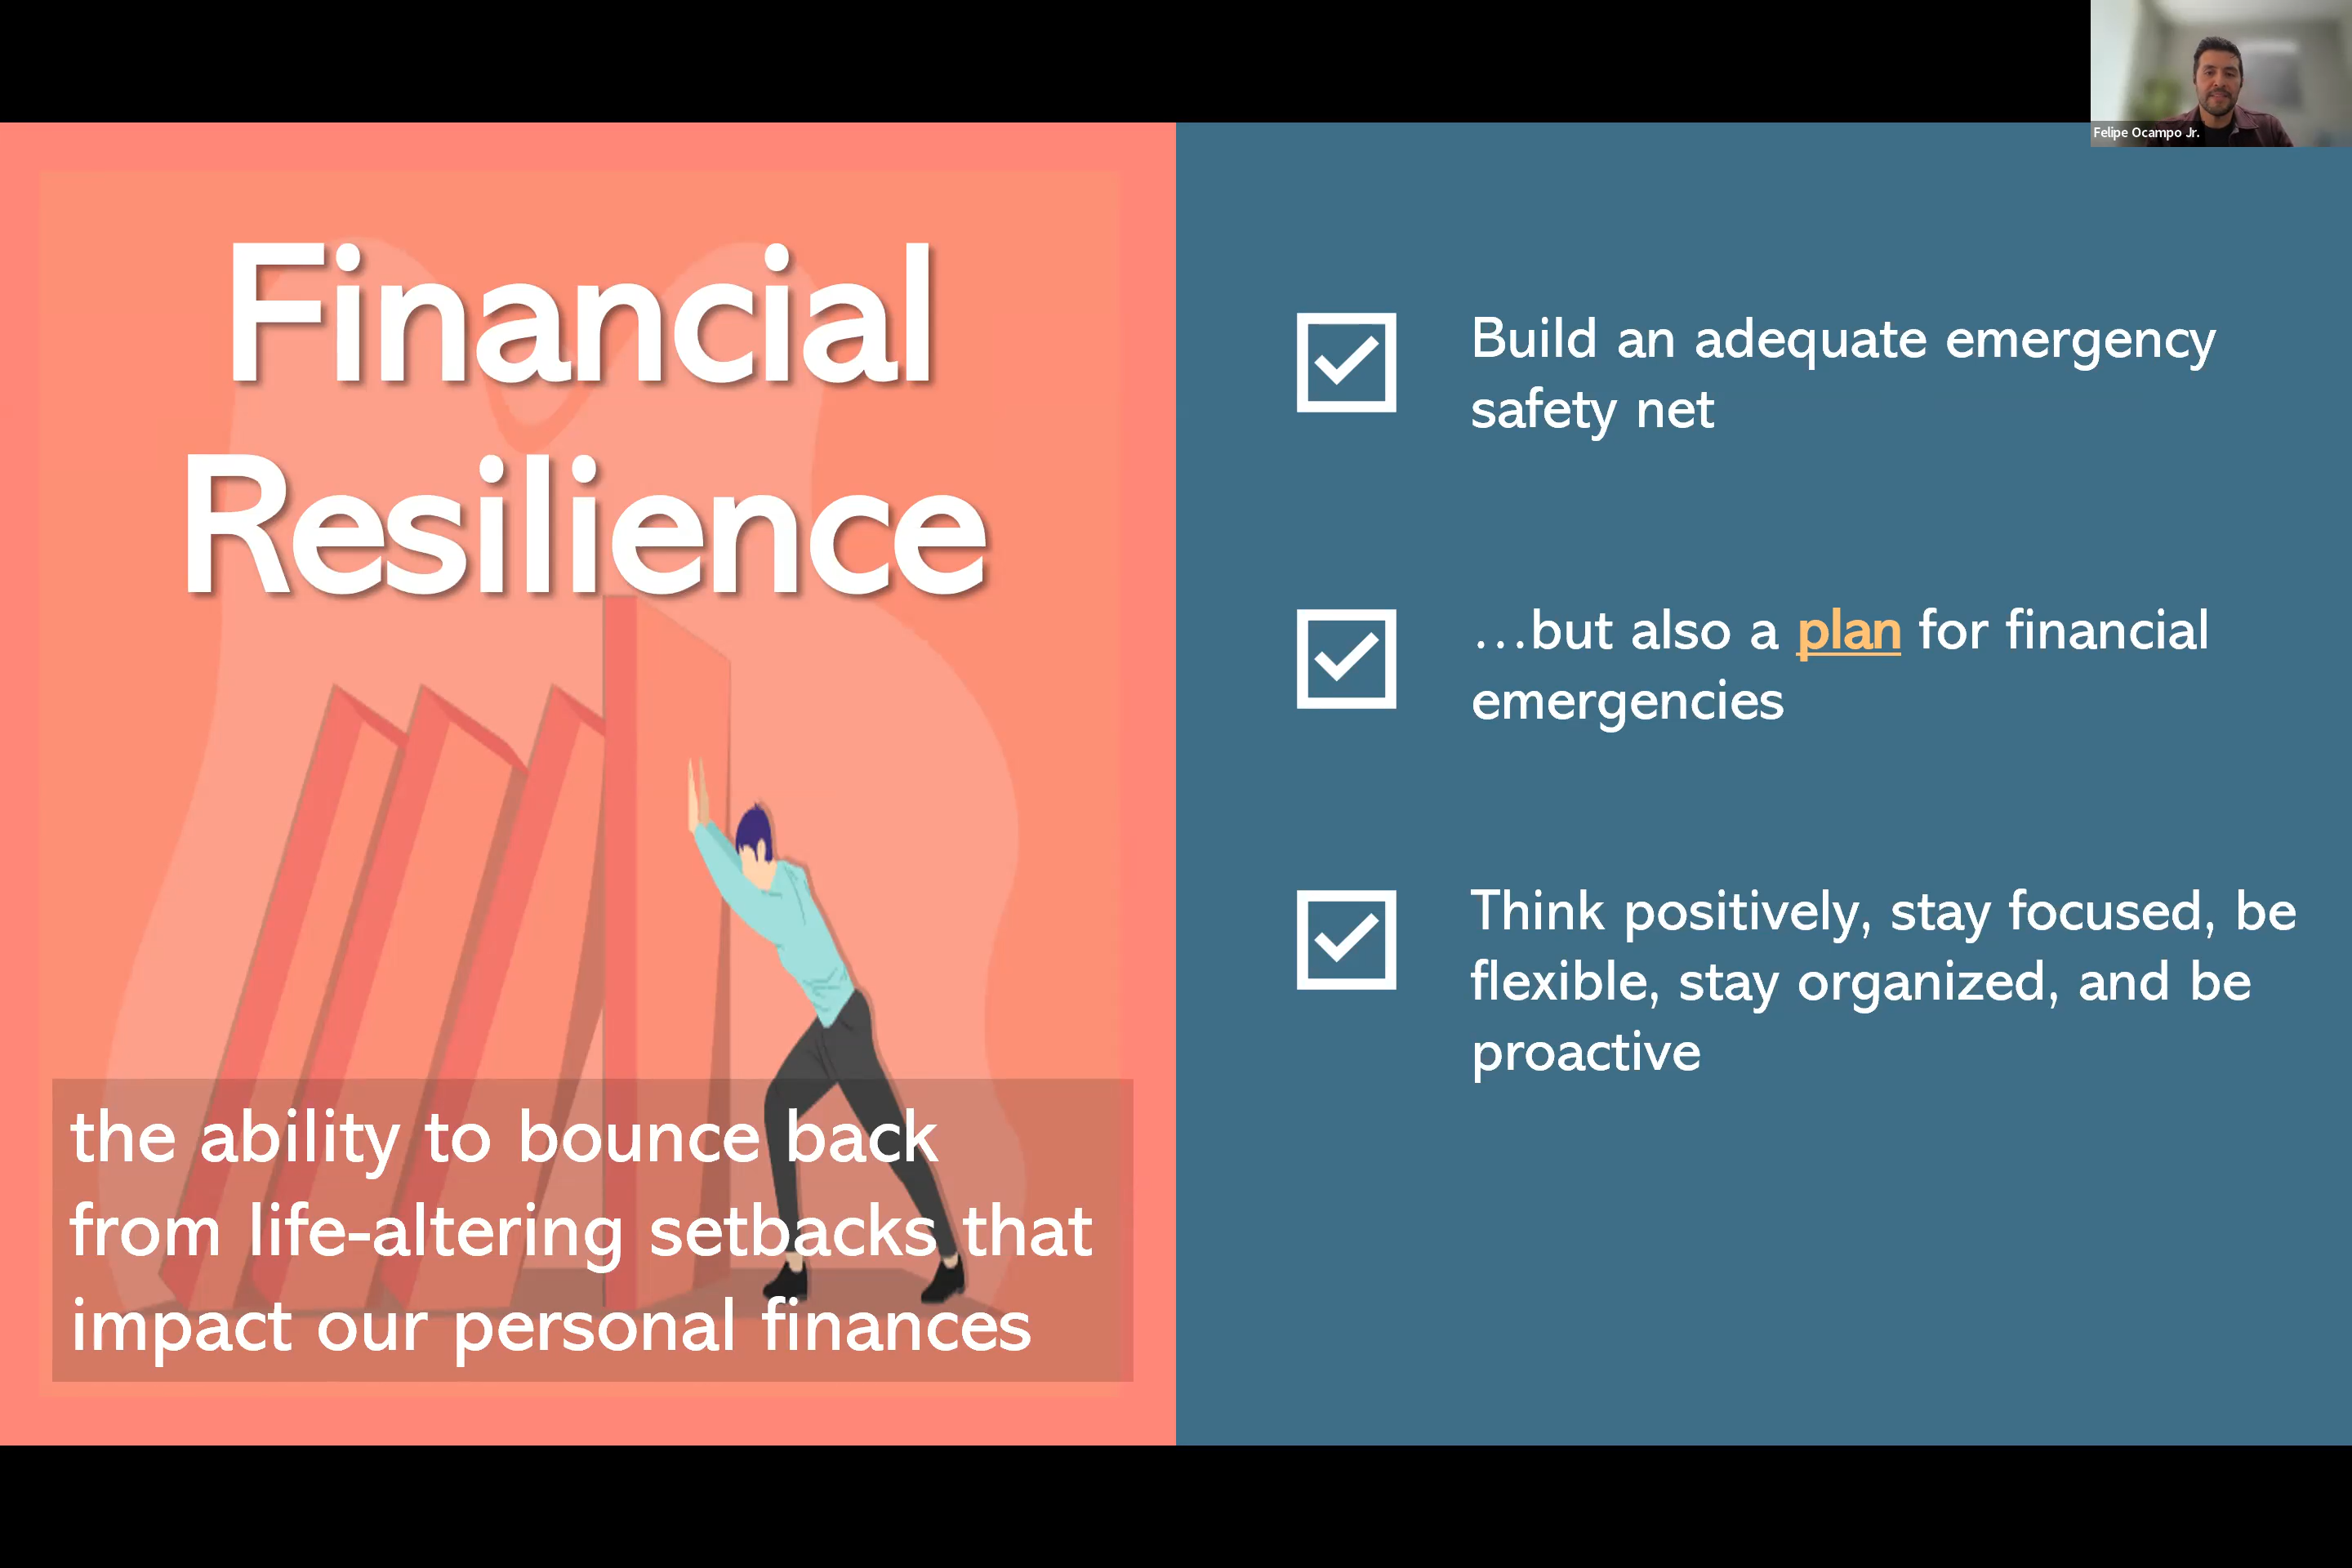 Felipe Ocampo Jr.
Financial
Resilience
the ability to bounce back
from life-altering setbacks that
impact our personal finances
Build an adequate emergency
safety net
...but also a plan for financial
emergencies
Think positively, stay focused, be
flexible, stay organized, and be
proactive